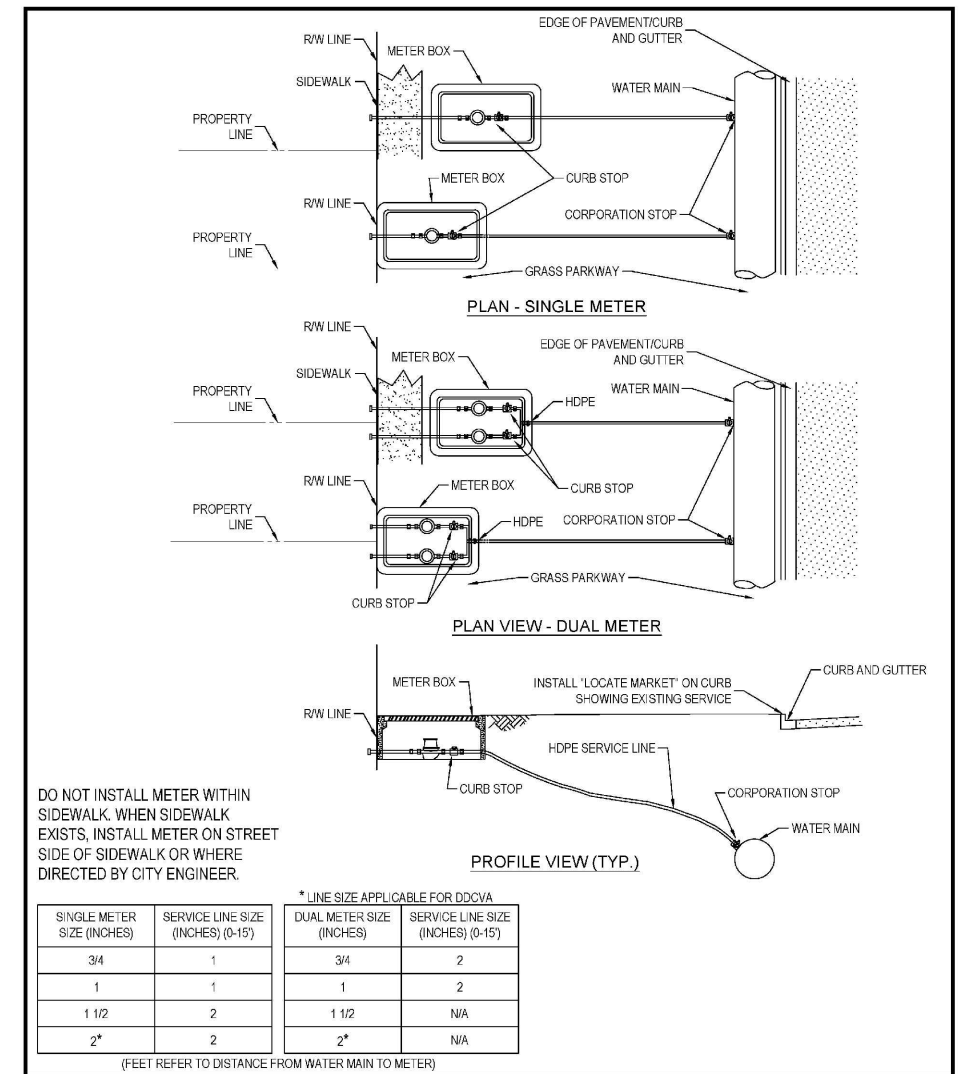 EDGE OF PAVEMENT/CURB
AND GUTTER
R/W LINE
METER BOX
SIDEWALK
WATER MAIN
PROPERTY
LINE
METER BOX
CURB STOP
R/W LINE
CORPORATION STOP
PROPERTY
LINE
GRASS PARKWAY
PLAN - SINGLE METER
R/W LINE
EDGE OF PAVEMENT/CURB
AND GUTTER
METER BOX
SIDEWALK
WATER MAIN
PROPERTY
LINE
HDPE
R/W LINE
METER BOX
CURB STOP
PROPERTY
LINE
HDPE
CORPORATION STOP
GRASS PARKWAY
CURB STOP
PLAN VIEW - DUAL METER
CURB AND GUTTER
METER BOX
INSTALL "LOCATE MARKET" ON CURB
SHOWING EXISTING SERVICE
R/W LINE
HDPE SERVICE LINE
CURB STOP
CORPORATION STOP
WATER MAIN
PROFILE VIEW (TYP.)
DO NOT INSTALL METER WITHIN
SIDEWALK. WHEN SIDEWALK
EXISTS, INSTALL METER ON STREET
SIDE OF SIDEWALK OR WHERE
DIRECTED BY CITY ENGINEER.
* LINE SIZE APPLICABLE FOR DDCVA
SINGLE METER SIZE (INCHES) SERVICE LINE SIZE (INCHES) (0-15') DUAL METER SIZE (INCHES) SERVICE LINE SIZE (INCHES) (0-15')
3/4 1 3/4 2
1 1 1 2
1 1/2 2 1 1/2 N/A
2* 2 2* N/A
(FEET REFER TO DISTANCE FROM WATER MAIN TO METER)